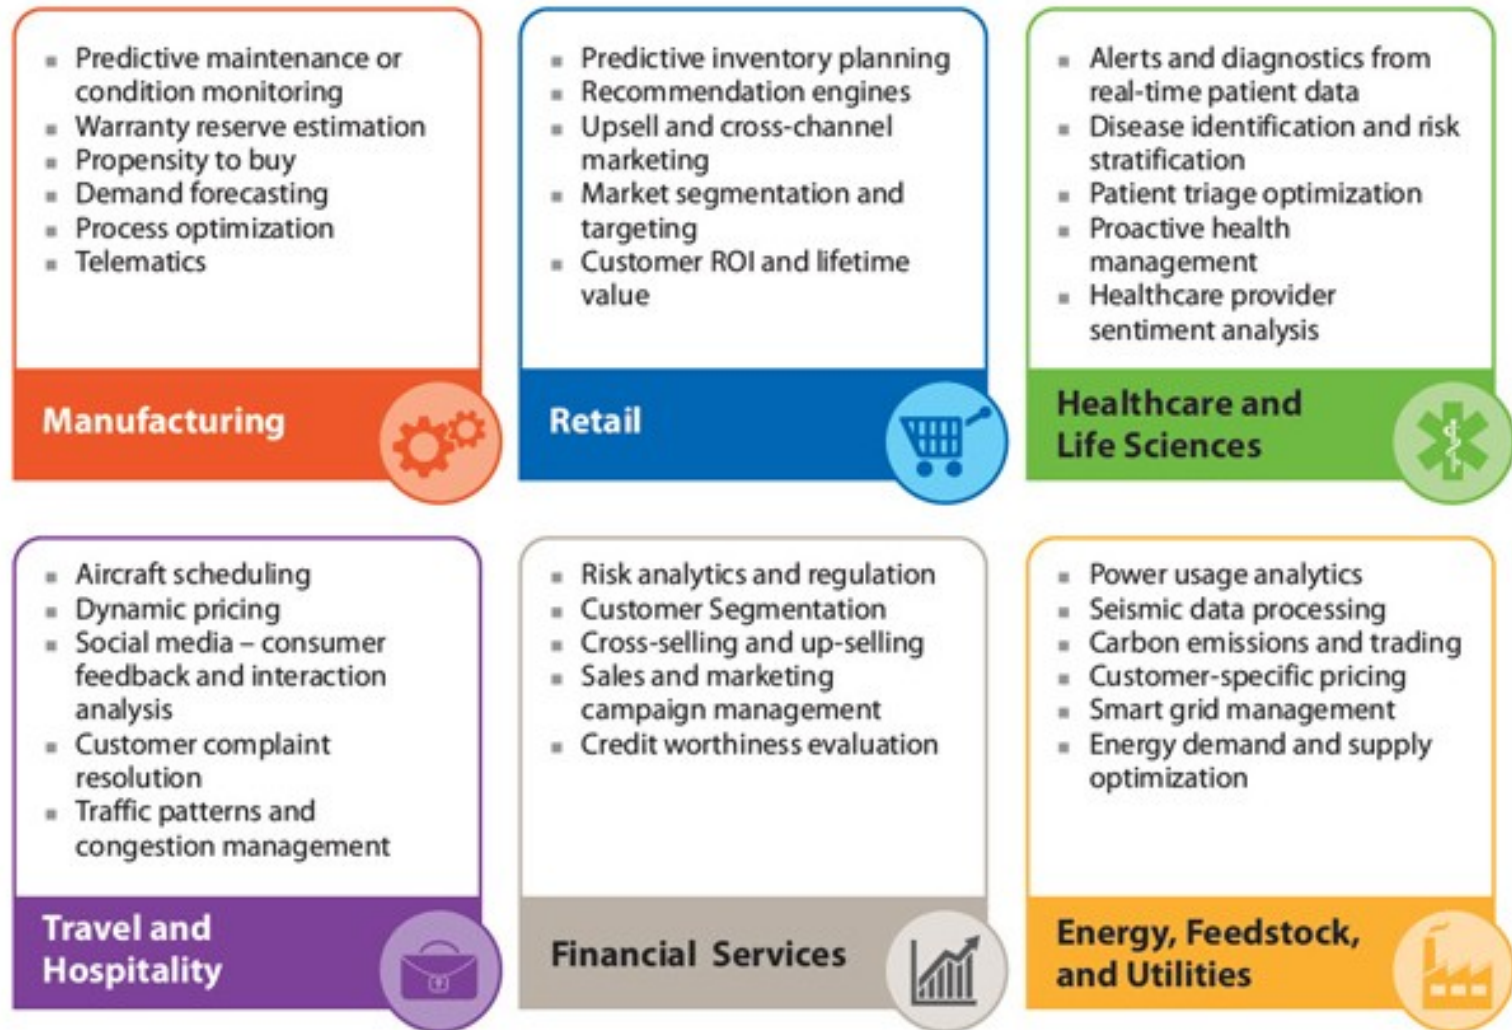 Predictive maintenance or
condition monitoring
Warranty reserve estimation
Propensity to buy
Demand forecasting
Process optimization
Telematics
Manufacturing
Predictive inventory planning
Recommendation engines
Upsell and cross-channel
marketing
Market segmentation and
targeting
Customer ROI and lifetime
value
Retail
Alerts and diagnostics from
real-time patient data
Disease identification and risk
stratification
Patient triage optimization
Proactive health
management
Healthcare provider
sentiment analysis
Healthcare and
Life Sciences
Aircraft scheduling
Dynamic pricing
Social media – consumer
feedback and interaction
analysis
Customer complaint
resolution
Traffic patterns and
congestion management
Travel and
Hospitality
Risk analytics and regulation
Customer Segmentation
Cross-selling and up-selling
Sales and marketing
campaign management
Credit worthiness evaluation
Financial Services
Power usage analytics
Seismic data processing
Carbon emissions and trading
Customer-specific pricing
Smart grid management
Energy demand and supply
optimization
Energy, Feedstock,
and Utilities